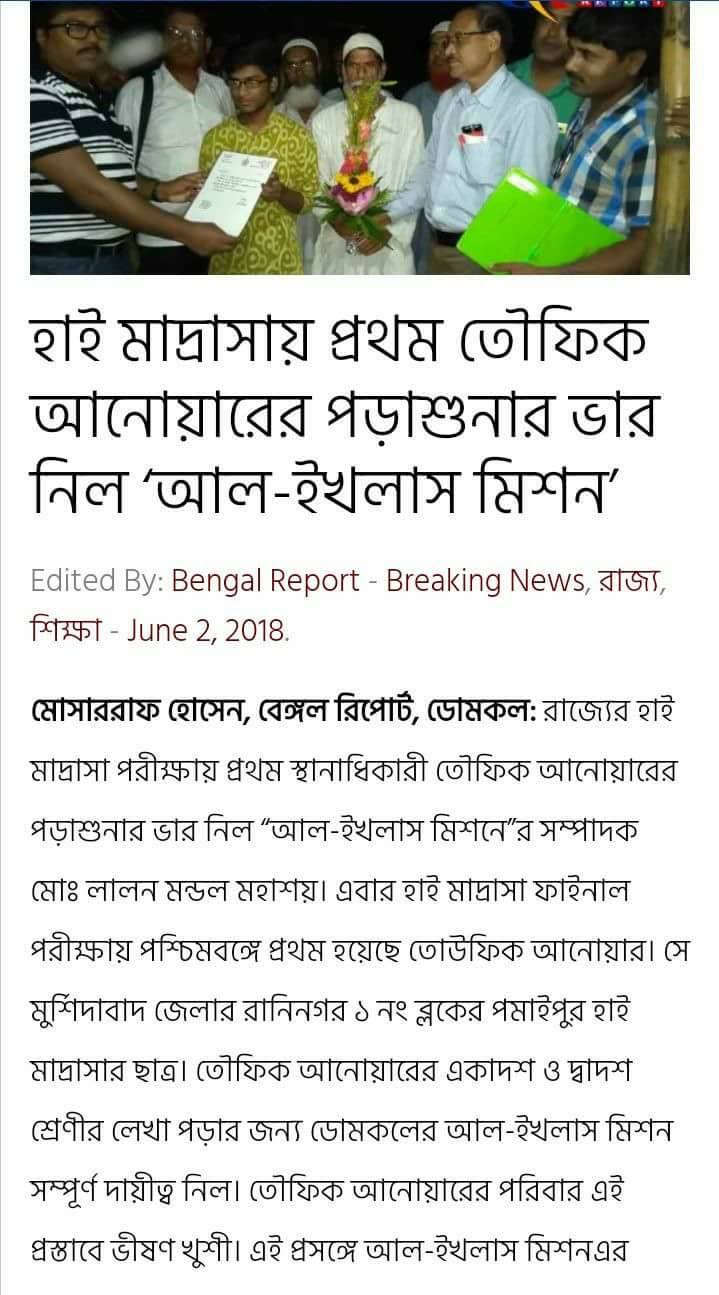 REPORT
হাই মাদ্রাসায় প্রথম তৌফিক
আনোয়ারের পড়াশুনার ভার
নিল ‘আল-ইখলাস মিশন’
Edited By: Bengal Report - Breaking News, রাজ্য,
শিক্ষা - June 2, 2018.
মোসাররাফ হোসেন, বেঙ্গল রিপোর্ট, ডোমকল: রাজ্যের হাই
মাদ্রাসা পরীক্ষায় প্রথম স্থানাধিকারী তৌফিক আনোয়ারের
পড়াশুনার ভার নিল “আল-ইখলাস মিশনে”র সম্পাদক
মোঃ লালন মন্ডল মহাশয়। এবার হাই মাদ্রাসা ফাইনাল
পরীক্ষায় পশ্চিমবঙ্গে প্রথম হয়েছে তোউফিক আনোয়ার। সে
মুর্শিদাবাদ জেলার রানিনগর ১ নং ব্লকের পমাইপুর হাই
মাদ্রাসার ছাত্র। তৌফিক আনোয়ারের একাদশ ও দ্বাদশ
শ্রেণীর লেখা পড়ার জন্য ডোমকলের আল-ইখলাস মিশন
সম্পূর্ণ দায়ীত্ব নিল। তৌফিক আনোয়ারের পরিবার এই
প্রস্তাবে ভীষণ খুশী। এই প্রসঙ্গে আল-ইখলাস মিশনএর